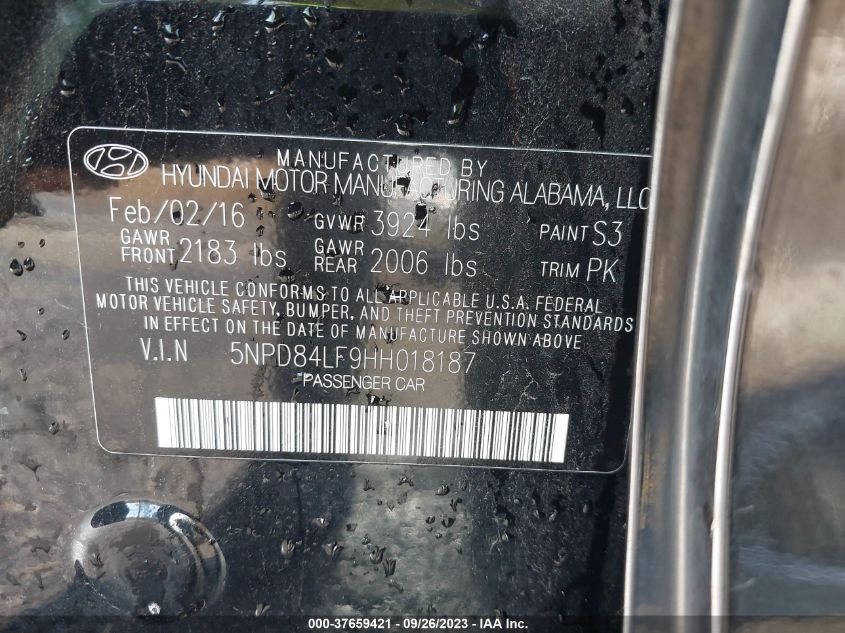 MANUFACTURED BY
HYUNDAI MOTOR MANUFACTURING ALABAMA, LLC
Feb/02/16 GVWR 3924 lbs PAINT S3
GAWR FRONT 2183 lbs GAWR REAR 2006 lbs TRIM PK
THIS VEHICLE CONFORMS TO ALL APPLICABLE U.S.A. FEDERAL
MOTOR VEHICLE SAFETY, BUMPER, AND THEFT PREVENTION STANDARDS
IN EFFECT ON THE DATE OF MANUFACTURE SHOWN ABOVE
V.I.N 5NPD84LF9HH018187
PASSENGER CAR
000-37659421 - 09/26/2023 - IAA Inc.